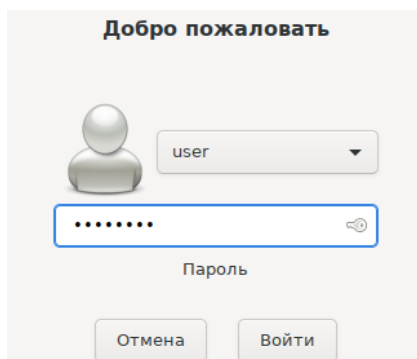 Добро пожаловать
user
••••••••
Пароль
Отмена Войти